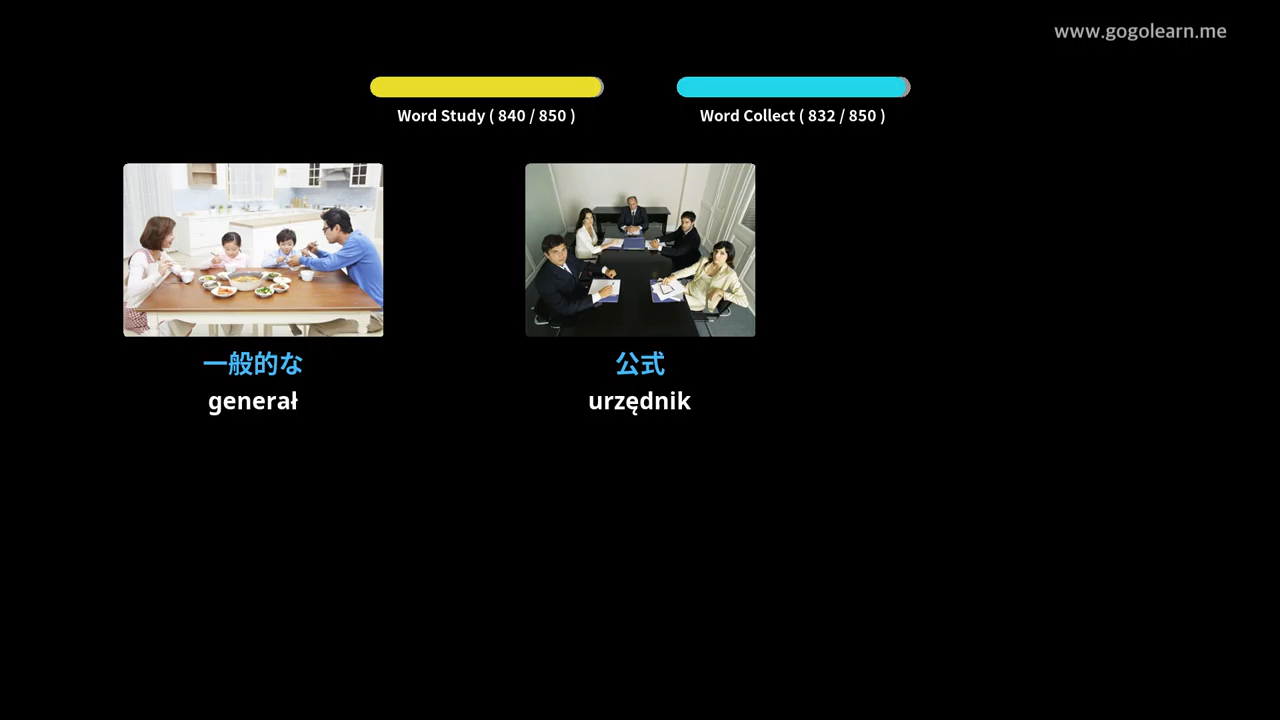 www.gogolearn.me
Word Study ( 840 / 850 )
Word Collect ( 832 / 850 )
一般的な
generał
公式
urzędnik